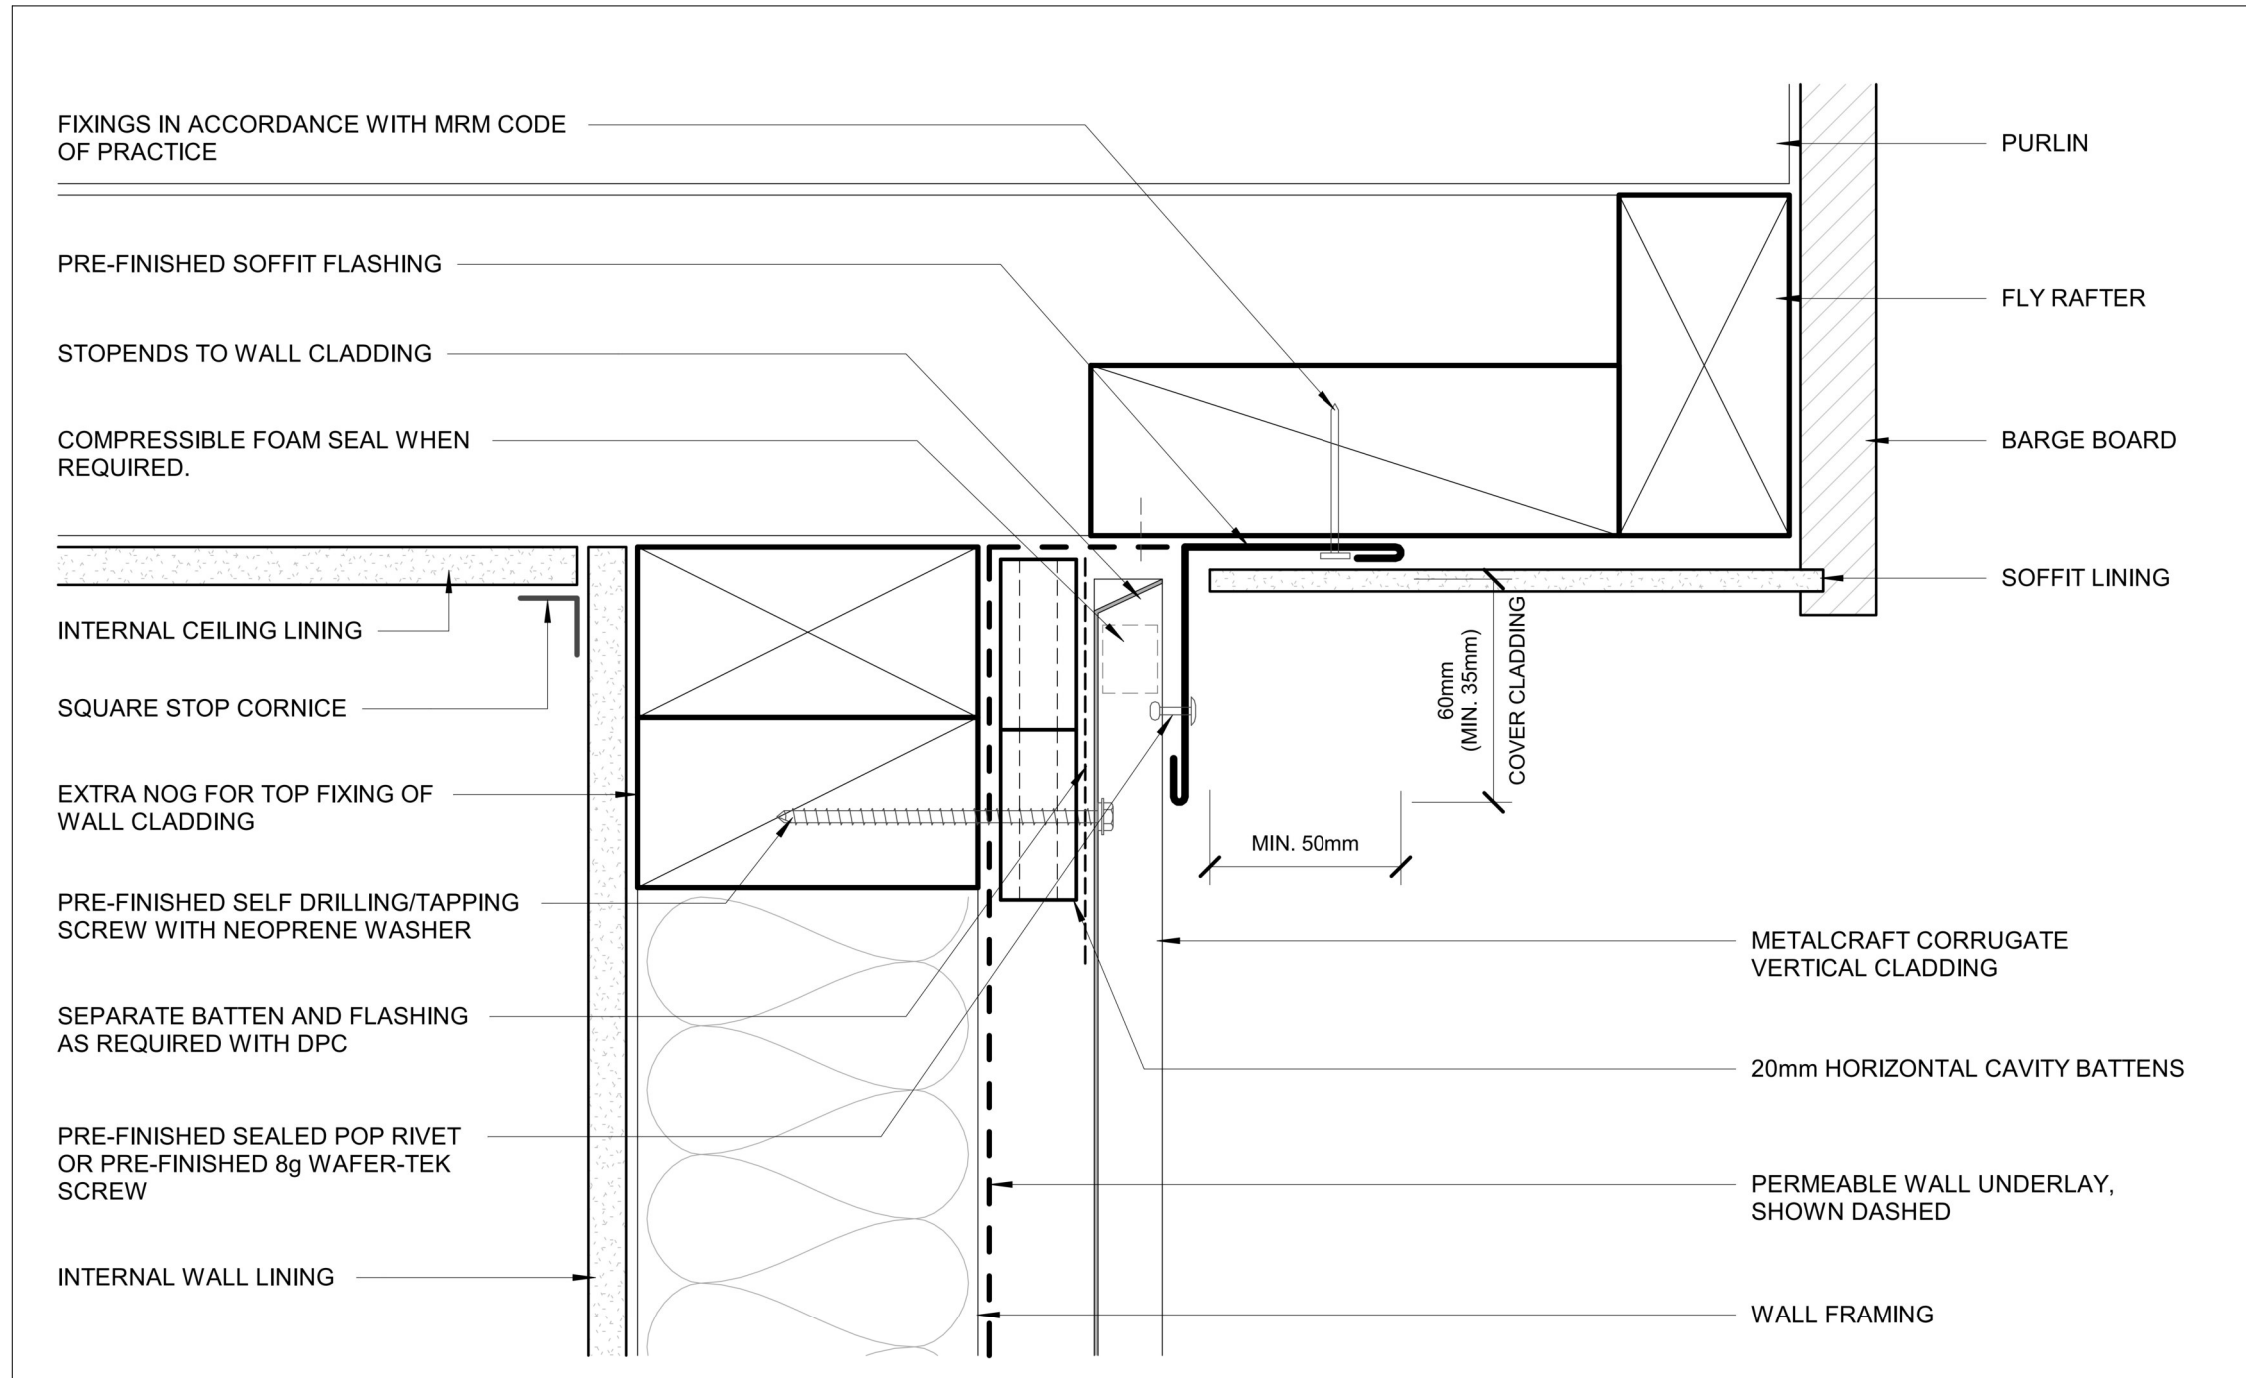 FIXINGS IN ACCORDANCE WITH MRM CODE
OF PRACTICE
PRE-FINISHED SOFFIT FLASHING
STOPENDS TO WALL CLADDING
COMPRESSIBLE FOAM SEAL WHEN
REQUIRED.
INTERNAL CEILING LINING
SQUARE STOP CORNICE
EXTRA NOG FOR TOP FIXING OF
WALL CLADDING
PRE-FINISHED SELF DRILLING/TAPPING
SCREW WITH NEOPRENE WASHER
SEPARATE BATTEN AND FLASHING
AS REQUIRED WITH DPC
PRE-FINISHED SEALED POP RIVET
OR PRE-FINISHED 8g WAFER-TEK
SCREW
INTERNAL WALL LINING
60mm
(MIN. 35mm)
COVER CLADDING
MIN. 50mm
PURLIN
FLY RAFTER
BARGE BOARD
SOFFIT LINING
METALCRAFT CORRUGATE
VERTICAL CLADDING
20mm HORIZONTAL CAVITY BATTENS
PERMEABLE WALL UNDERLAY,
SHOWN DASHED
WALL FRAMING